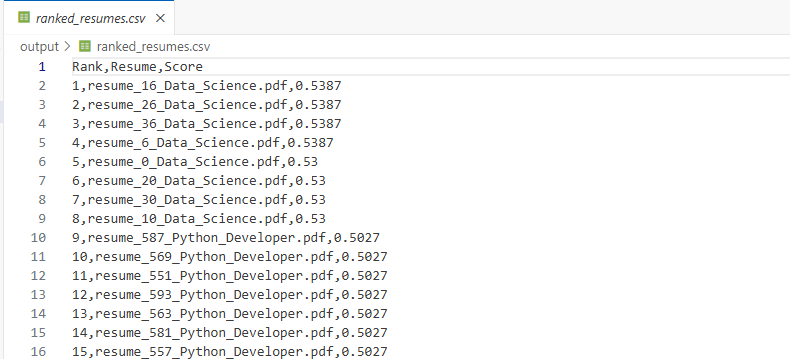 ranked_resumes.csv
output > ranked_resumes.csv
1 Rank,Resume,Score
2 1,resume_16_Data_Science.pdf,0.5387
3 2,resume_26_Data_Science.pdf,0.5387
4 3,resume_36_Data_Science.pdf,0.5387
5 4,resume_6_Data_Science.pdf,0.5387
6 5,resume_0_Data_Science.pdf,0.53
7 6,resume_20_Data_Science.pdf,0.53
8 7,resume_30_Data_Science.pdf,0.53
9 8,resume_10_Data_Science.pdf,0.53
10 9,resume_587_Python_Developer.pdf,0.5027
11 10,resume_569_Python_Developer.pdf,0.5027
12 11,resume_551_Python_Developer.pdf,0.5027
13 12,resume_593_Python_Developer.pdf,0.5027
14 13,resume_563_Python_Developer.pdf,0.5027
15 14,resume_581_Python_Developer.pdf,0.5027
16 15,resume_557_Python_Developer.pdf,0.5027